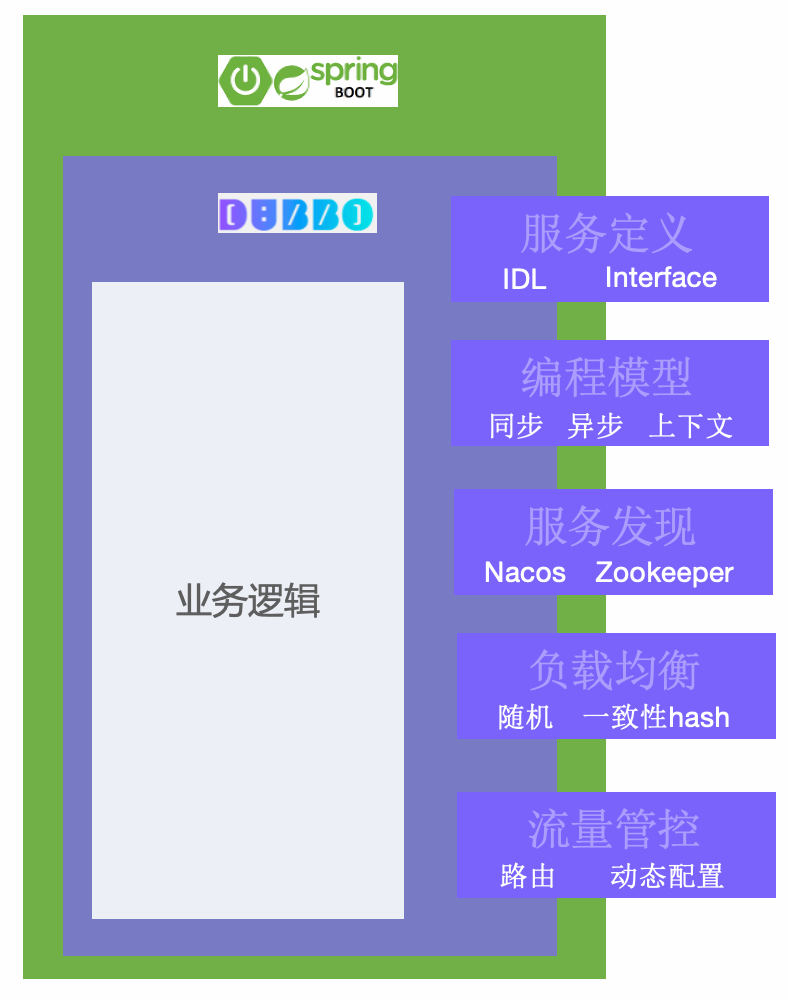 spring
BOOT
DUBBO
服务定义
IDL Interface
编程模型
同步 异步 上下文
服务发现
Nacos Zookeeper
业务逻辑
负载均衡
随机 一致性hash
流量管控
路由 动态配置